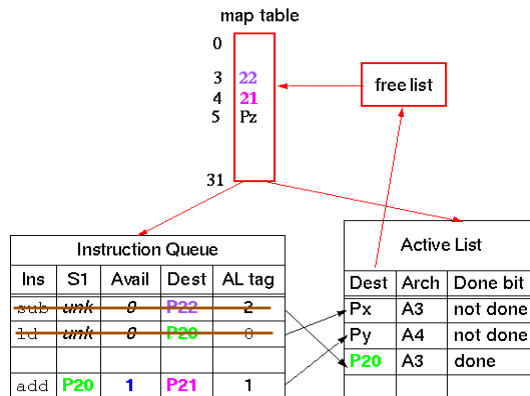 map table
0
3 22
4 21
5 Pz
free list
31
Instruction Queue
Ins S1 Avail Dest AL tag
sub unk 0 P22 2
ld unk 0 P20 0
add P20 1 P21 1
Active List
Dest Arch Done bit
Px A3 not done
Py A4 not done
P20 A3 done